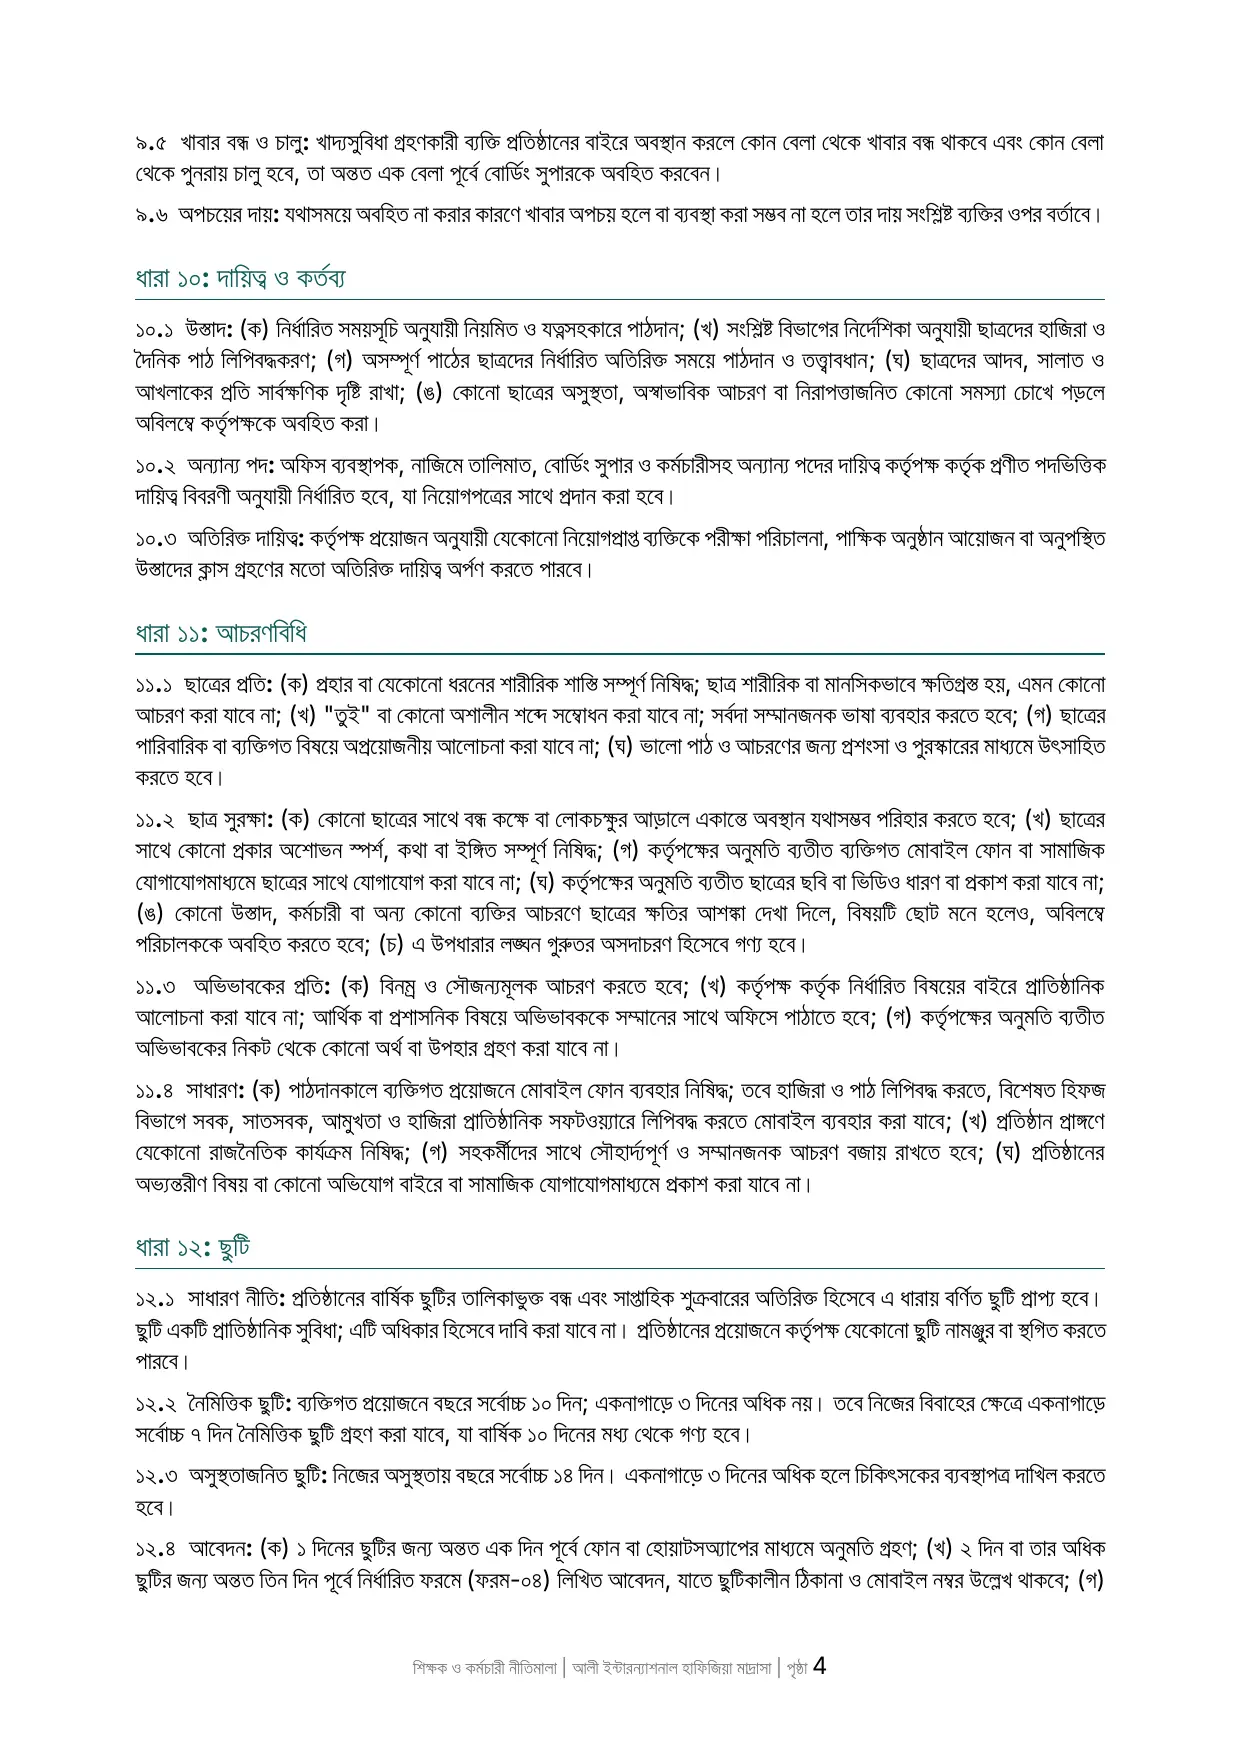 ৯.৫ খাবার বন্ধ ও চালু: খাদ্যসুবিধা গ্রহণকারী ব্যক্তি প্রতিষ্ঠানের বাইরে অবস্থান করলে কোন বেলা থেকে খাবার বন্ধ থাকবে এবং কোন বেলা
থেকে পুনরায় চালু হবে, তা অন্তত এক বেলা পূর্বে বোর্ডিং সুপারকে অবহিত করবেন।
৯.৬ অপচয়ের দায়: যথাসময়ে অবহিত না করার কারণে খাবার অপচয় হলে বা ব্যবস্থা করা সম্ভব না হলে তার দায় সংশ্লিষ্ট ব্যক্তির ওপর বর্তাবে।
ধারা ১০: দায়িত্ব ও কর্তব্য
১০.১ উস্তাদ: (ক) নির্ধারিত সময়সূচি অনুযায়ী নিয়মিত ও যত্নসহকারে পাঠদান; (খ) সংশ্লিষ্ট বিভাগের নির্দেশিকা অনুযায়ী ছাত্রদের হাজিরা ও
দৈনিক পাঠ লিপিবদ্ধকরণ; (গ) অসম্পূর্ণ পাঠের ছাত্রদের নির্ধারিত অতিরিক্ত সময়ে পাঠদান ও তত্ত্বাবধান; (ঘ) ছাত্রদের আদব, সালাত ও
আখলাকের প্রতি সার্বক্ষণিক দৃষ্টি রাখা; (ঙ) কোনো ছাত্রের অসুস্থতা, অস্বাভাবিক আচরণ বা নিরাপত্তাজনিত কোনো সমস্যা চোখে পড়লে
অবিলম্বে কর্তৃপক্ষকে অবহিত করা।
১০.২ অন্যান্য পদ: অফিস ব্যবস্থাপক, নাজিমে তালিমাত, বোর্ডিং সুপার ও কর্মচারীসহ অন্যান্য পদের দায়িত্ব কর্তৃপক্ষ কর্তৃক প্রণীত পদভিত্তিক
দায়িত্ব বিবরণী অনুযায়ী নির্ধারিত হবে, যা নিয়োগপত্রের সাথে প্রদান করা হবে।
১০.৩ অতিরিক্ত দায়িত্ব: কর্তৃপক্ষ প্রয়োজন অনুযায়ী যেকোনো নিয়োগপ্রাপ্ত ব্যক্তিকে পরীক্ষা পরিচালনা, পাক্ষিক অনুষ্ঠান আয়োজন বা অনুপস্থিত
উস্তাদের ক্লাস গ্রহণের মতো অতিরিক্ত দায়িত্ব অর্পণ করতে পারবে।
ধারা ১১: আচরণবিধি
১১.১ ছাত্রের প্রতি: (ক) প্রহার বা যেকোনো ধরনের শারীরিক শাস্তি সম্পূর্ণ নিষিদ্ধ; ছাত্র শারীরিক বা মানসিকভাবে ক্ষতিগ্রস্ত হয়, এমন কোনো
আচরণ করা যাবে না; (খ) "তুই" বা কোনো অশালীন শব্দে সম্বোধন করা যাবে না; সর্বদা সম্মানজনক ভাষা ব্যবহার করতে হবে; (গ) ছাত্রের
পারিবারিক বা ব্যক্তিগত বিষয়ে অপ্রয়োজনীয় আলোচনা করা যাবে না; (ঘ) ভালো পাঠ ও আচরণের জন্য প্রশংসা ও পুরস্কারের মাধ্যমে উৎসাহিত
করতে হবে।
১১.২ ছাত্র সুরক্ষা: (ক) কোনো ছাত্রের সাথে বন্ধ কক্ষে বা লোকচক্ষুর আড়ালে একান্তে অবস্থান যথাসম্ভব পরিহার করতে হবে; (খ) ছাত্রের
সাথে কোনো প্রকার অশোভন স্পর্শ, কথা বা ইঙ্গিত সম্পূর্ণ নিষিদ্ধ; (গ) কর্তৃপক্ষের অনুমতি ব্যতীত ব্যক্তিগত মোবাইল ফোন বা সামাজিক
যোগাযোগমাধ্যমে ছাত্রের সাথে যোগাযোগ করা যাবে না; (ঘ) কর্তৃপক্ষের অনুমতি ব্যতীত ছাত্রের ছবি বা ভিডিও ধারণ বা প্রকাশ করা যাবে না;
(ঙ) কোনো উস্তাদ, কর্মচারী বা অন্য কোনো ব্যক্তির আচরণে ছাত্রের ক্ষতির আশঙ্কা দেখা দিলে, বিষয়টি ছোট মনে হলেও, অবিলম্বে
পরিচালককে অবহিত করতে হবে; (চ) এ উপধারার লঙ্ঘন গুরুতর অসদাচরণ হিসেবে গণ্য হবে।
১১.৩ অভিভাবকের প্রতি: (ক) বিনম্র ও সৌজন্যমূলক আচরণ করতে হবে; (খ) কর্তৃপক্ষ কর্তৃক নির্ধারিত বিষয়ের বাইরে প্রাতিষ্ঠানিক
আলোচনা করা যাবে না; আর্থিক বা প্রশাসনিক বিষয়ে অভিভাবককে সম্মানের সাথে অফিসে পাঠাতে হবে; (গ) কর্তৃপক্ষের অনুমতি ব্যতীত
অভিভাবকের নিকট থেকে কোনো অর্থ বা উপহার গ্রহণ করা যাবে না।
১১.৪ সাধারণ: (ক) পাঠদানকালে ব্যক্তিগত প্রয়োজনে মোবাইল ফোন ব্যবহার নিষিদ্ধ; তবে হাজিরা ও পাঠ লিপিবদ্ধ করতে, বিশেষত হিফজ
বিভাগে সবক, সাতসবক, আমুখতা ও হাজিরা প্রাতিষ্ঠানিক সফটওয়্যারে লিপিবদ্ধ করতে মোবাইল ব্যবহার করা যাবে; (খ) প্রতিষ্ঠান প্রাঙ্গণে
যেকোনো রাজনৈতিক কার্যক্রম নিষিদ্ধ; (গ) সহকর্মীদের সাথে সৌহার্দ্যপূর্ণ ও সম্মানজনক আচরণ বজায় রাখতে হবে; (ঘ) প্রতিষ্ঠানের
অভ্যন্তরীণ বিষয় বা কোনো অভিযোগ বাইরে বা সামাজিক যোগাযোগমাধ্যমে প্রকাশ করা যাবে না।
ধারা ১২: ছুটি
১২.১ সাধারণ নীতি: প্রতিষ্ঠানের বার্ষিক ছুটির তালিকাভুক্ত বন্ধ এবং সাপ্তাহিক শুক্রবারের অতিরিক্ত হিসেবে এ ধারায় বর্ণিত ছুটি প্রাপ্য হবে।
ছুটি একটি প্রাতিষ্ঠানিক সুবিধা; এটি অধিকার হিসেবে দাবি করা যাবে না। প্রতিষ্ঠানের প্রয়োজনে কর্তৃপক্ষ যেকোনো ছুটি নামঞ্জুর বা স্থগিত করতে
পারবে।
১২.২ নৈমিত্তিক ছুটি: ব্যক্তিগত প্রয়োজনে বছরে সর্বোচ্চ ১০ দিন; একনাগাড়ে ৩ দিনের অধিক নয়। তবে নিজের বিবাহের ক্ষেত্রে একনাগাড়ে
সর্বোচ্চ ৭ দিন নৈমিত্তিক ছুটি গ্রহণ করা যাবে, যা বার্ষিক ১০ দিনের মধ্য থেকে গণ্য হবে।
১২.৩ অসুস্থতাজনিত ছুটি: নিজের অসুস্থতায় বছরে সর্বোচ্চ ১৪ দিন। একনাগাড়ে ৩ দিনের অধিক হলে চিকিৎসকের ব্যবস্থাপত্র দাখিল করতে
হবে।
১২.৪ আবেদন: (ক) ১ দিনের ছুটির জন্য অন্তত এক দিন পূর্বে ফোন বা হোয়াটসঅ্যাপের মাধ্যমে অনুমতি গ্রহণ; (খ) ২ দিন বা তার অধিক
ছুটির জন্য অন্তত তিন দিন পূর্বে নির্ধারিত ফরমে (ফরম-০৪) লিখিত আবেদন, যাতে ছুটিকালীন ঠিকানা ও মোবাইল নম্বর উল্লেখ থাকবে; (গ)
শিক্ষক ও কর্মচারী নীতিমালা | আলী ইন্টারন্যাশনাল হাফিজিয়া মাদ্রাসা | পৃষ্ঠা 4